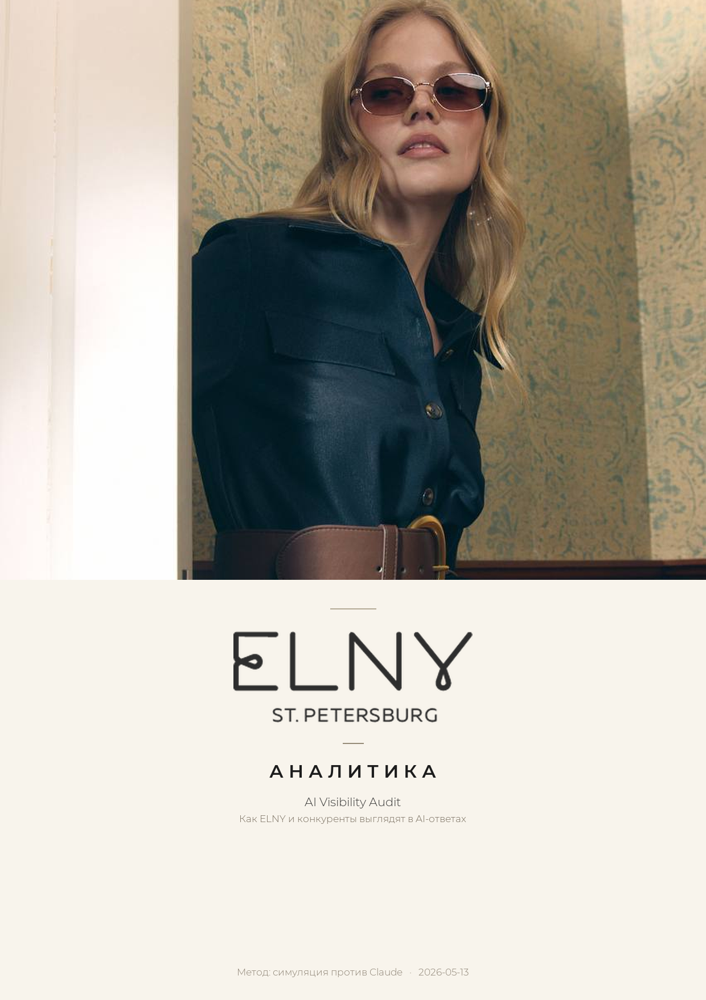 ELNY
ST. PETERSBURG
АНАЛИТИКА
AI Visibility Audit
Как ELNY и конкуренты выглядят в AI-ответах
Метод: симуляция против Claude · 2026-05-13